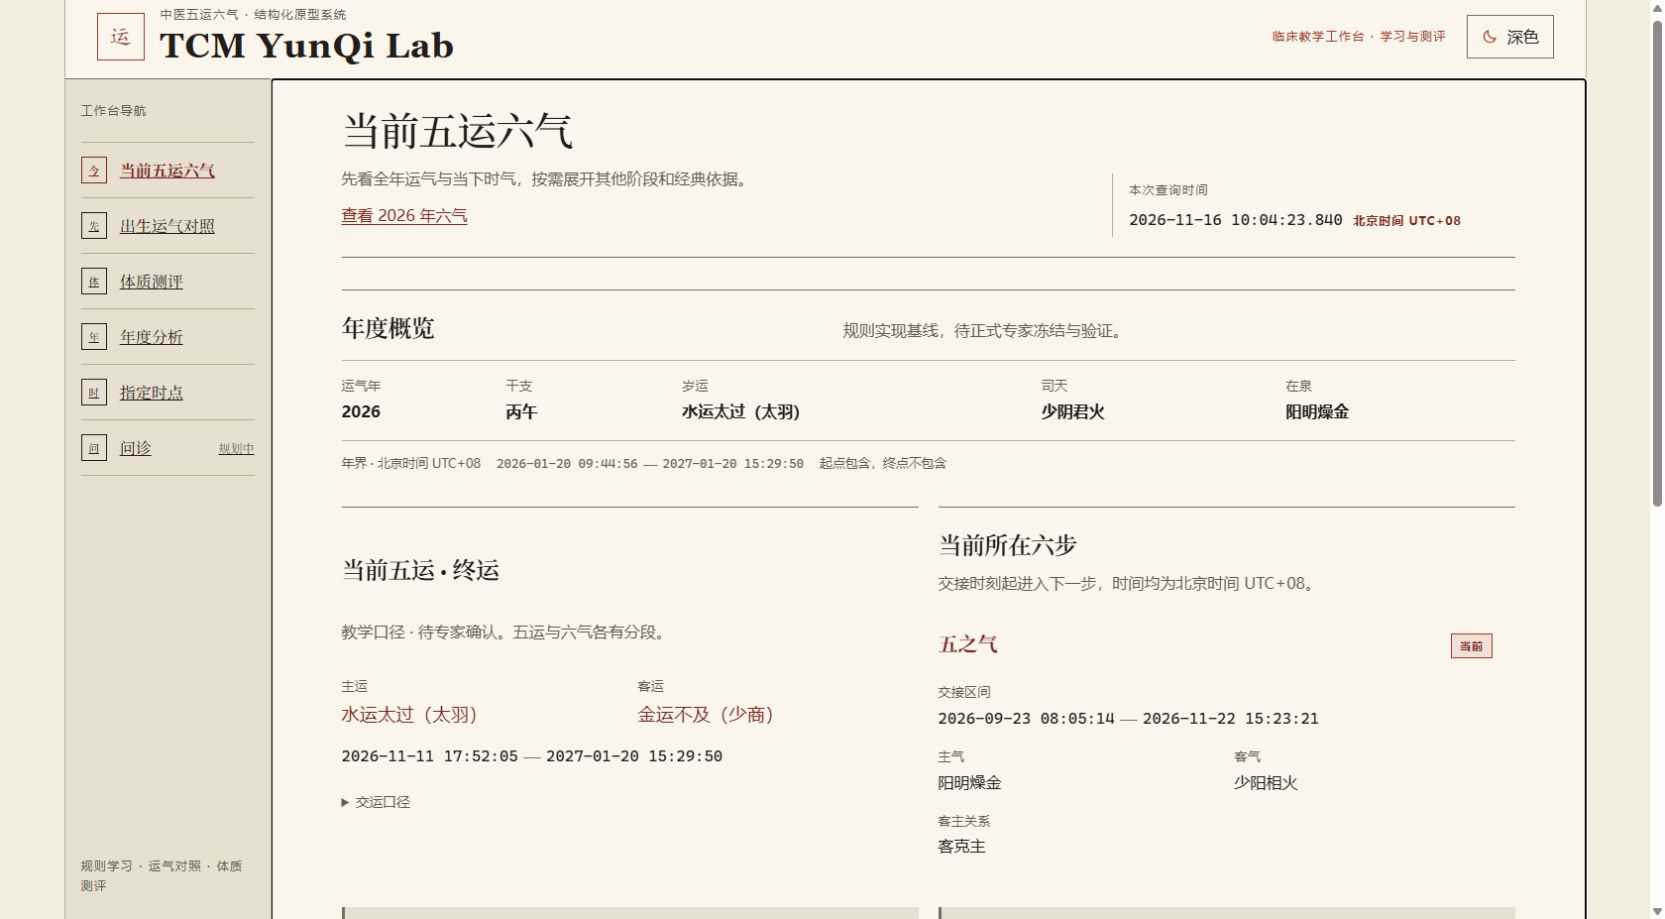 运
中医五运六气 · 结构化原型系统
TCM YunQi Lab
临床教学工作台 · 学习与测评
深色
工作台导航
今 当前五运六气
先 出生运气对照
体 体质测评
年 年度分析
时 指定时点
问 问诊 规划中
规则学习 · 运气对照 · 体质
测评
当前五运六气
先看全年运气与当下时气，按需展开其他阶段和经典依据。
查看 2026 年六气
本次查询时间
2026-11-16 10:04:23.840 北京时间 UTC+08
年度概览
规则实现基线，待正式专家冻结与验证。
运气年 干支 岁运 司天 在泉
2026 丙午 水运太过（太羽） 少阴君火 阳明燥金
年界 · 北京时间 UTC+08 2026-01-20 09:44:56 — 2027-01-20 15:29:50 起点包含，终点不包含
当前五运 · 终运
教学口径 · 待专家确认。五运与六气各有分段。
主运 客运
水运太过（太羽） 金运不及（少商）
2026-11-11 17:52:05 — 2027-01-20 15:29:50
交运口径
当前所在六步
交接时刻起进入下一步，时间均为北京时间 UTC+08。
五之气 当前
交接区间
2026-09-23 08:05:14 — 2026-11-22 15:23:21
主气 客气
阳明燥金 少阳相火
客主关系
客克主